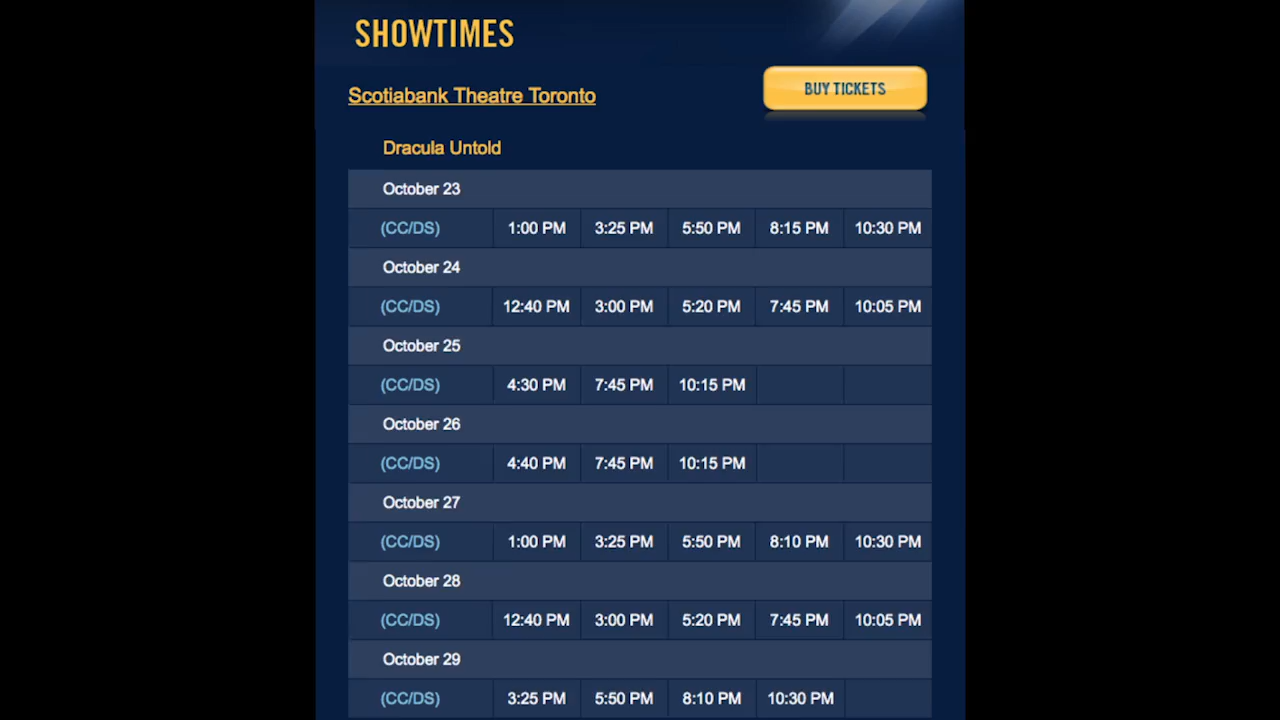 SHOWTIMES
Scotiabank Theatre Toronto
BUY TICKETS
Dracula Untold
October 23
(CC/DS) 1:00 PM 3:25 PM 5:50 PM 8:15 PM 10:30 PM
October 24
(CC/DS) 12:40 PM 3:00 PM 5:20 PM 7:45 PM 10:05 PM
October 25
(CC/DS) 4:30 PM 7:45 PM 10:15 PM
October 26
(CC/DS) 4:40 PM 7:45 PM 10:15 PM
October 27
(CC/DS) 1:00 PM 3:25 PM 5:50 PM 8:10 PM 10:30 PM
October 28
(CC/DS) 12:40 PM 3:00 PM 5:20 PM 7:45 PM 10:05 PM
October 29
(CC/DS) 3:25 PM 5:50 PM 8:10 PM 10:30 PM